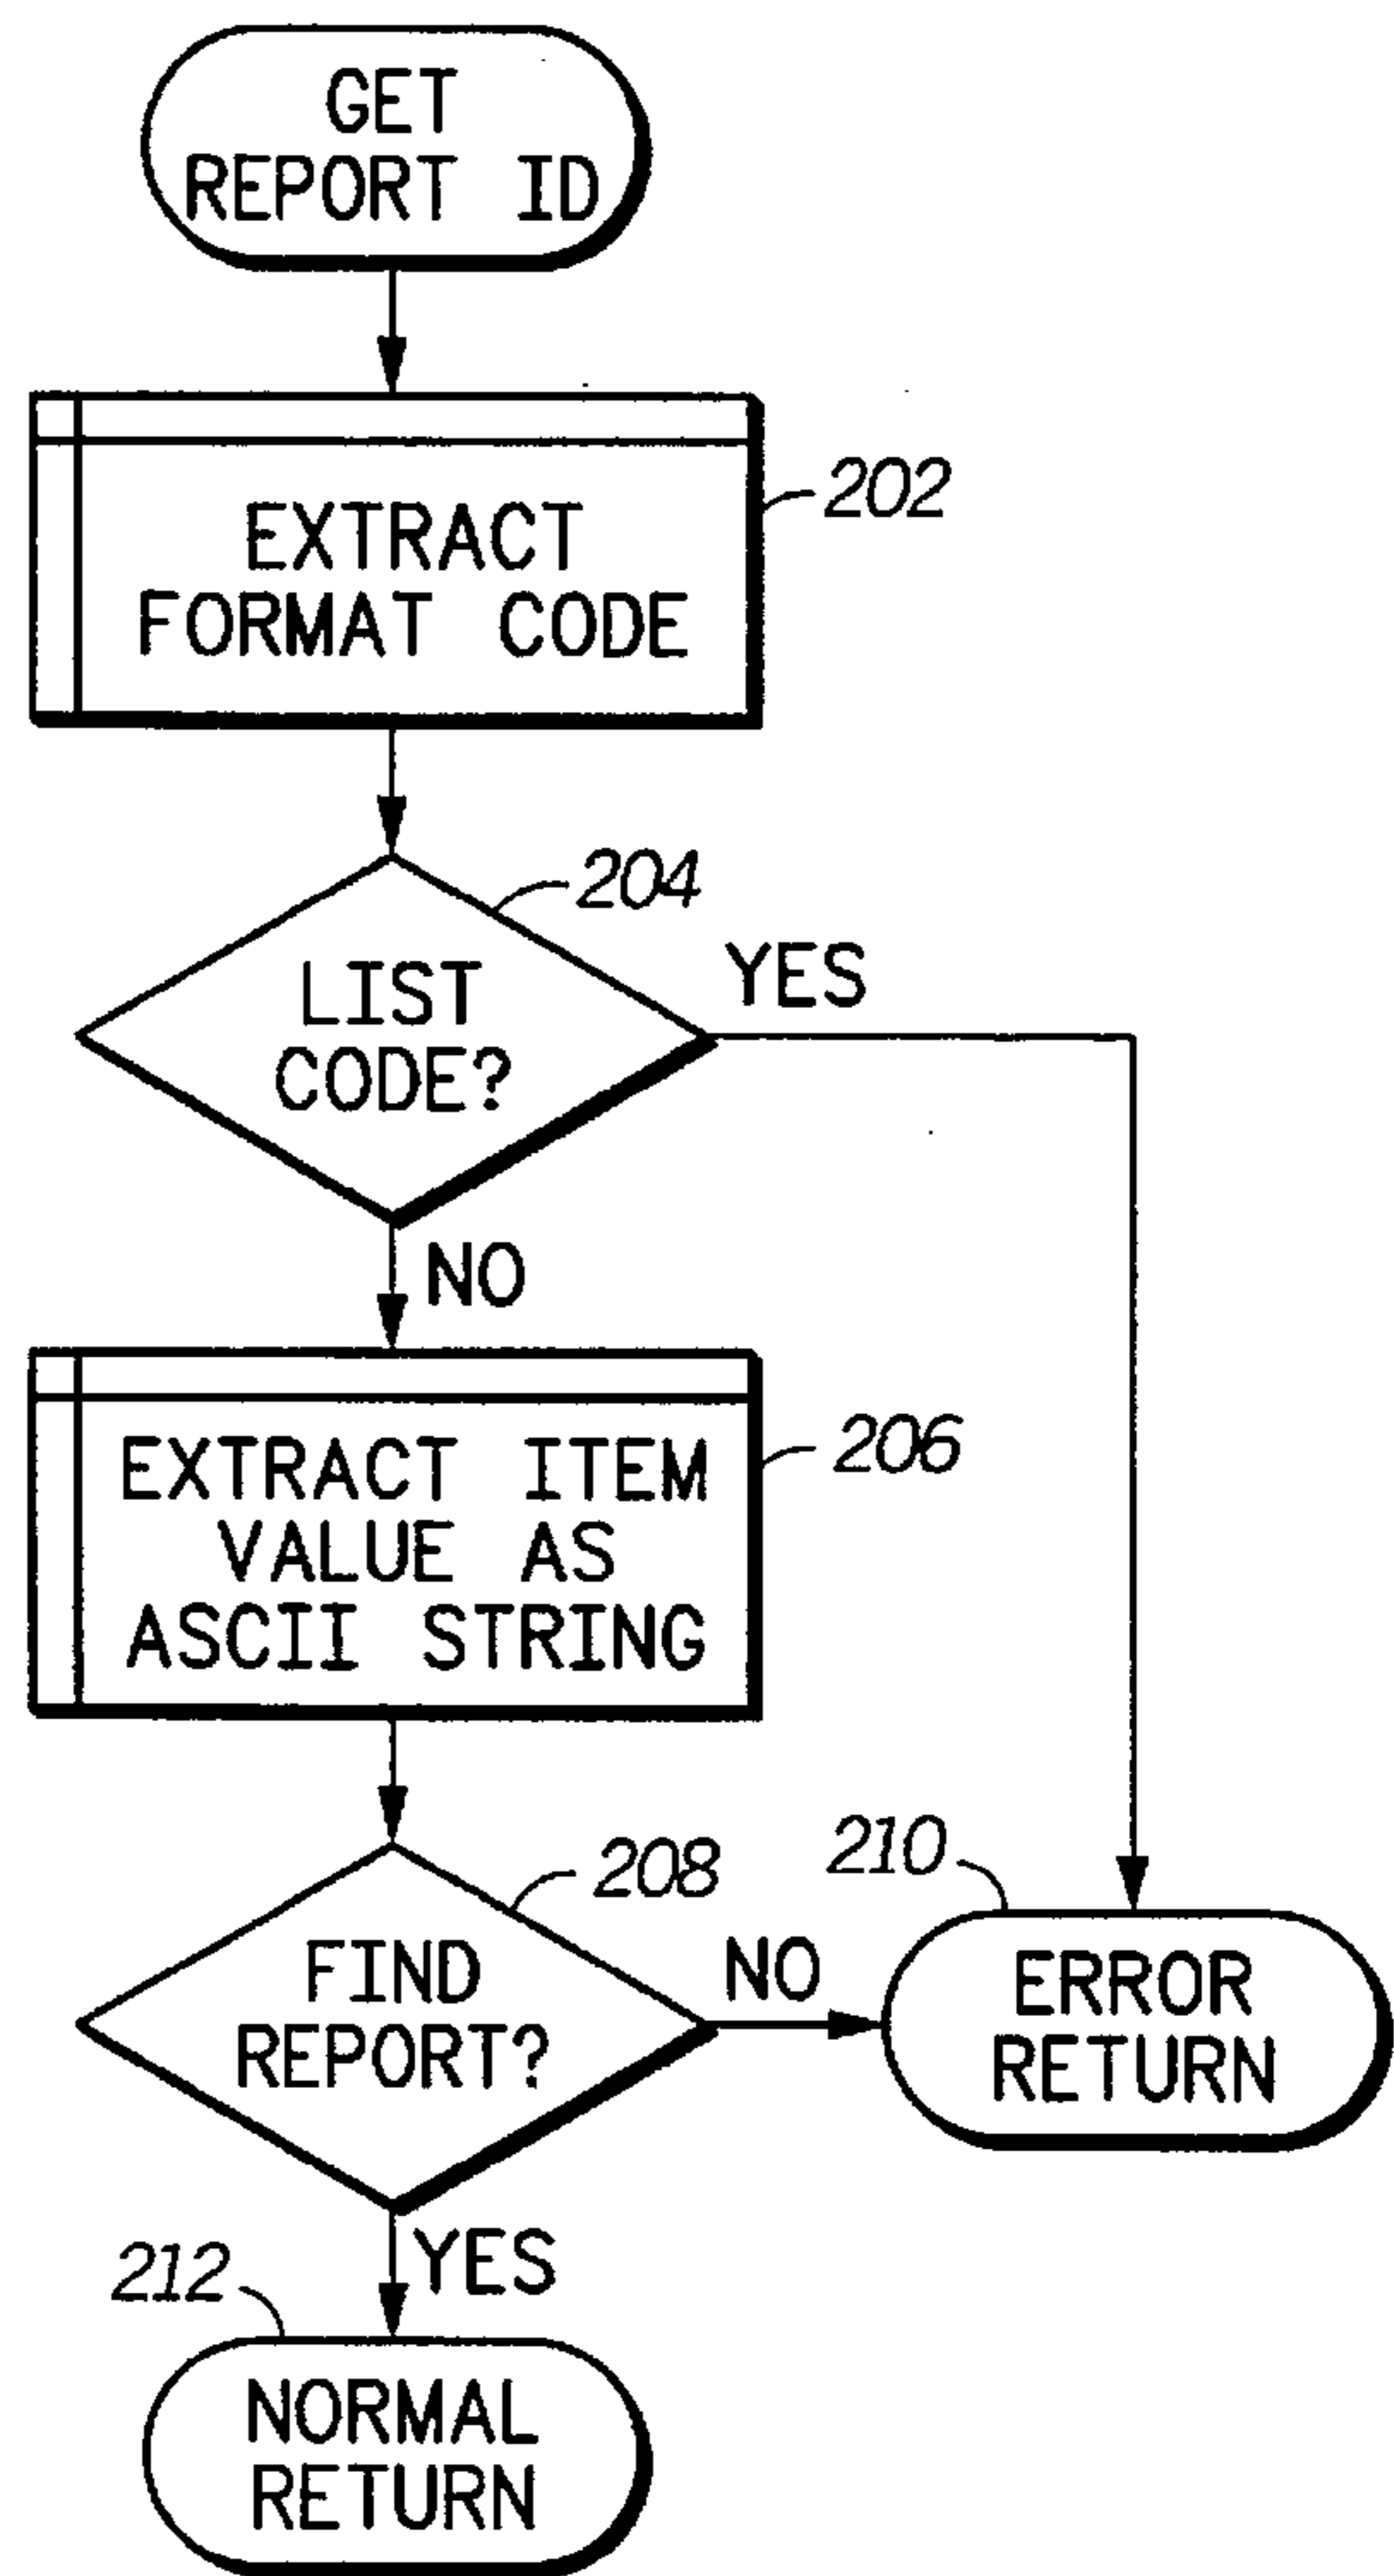 GET
REPORT ID
202
EXTRACT
FORMAT CODE
204
YES
LIST
CODE?
NO
206
EXTRACT ITEM
VALUE AS
ASCII STRING
208
210
NO
FIND
REPORT?
ERROR
RETURN
YES
212
NORMAL
RETURN